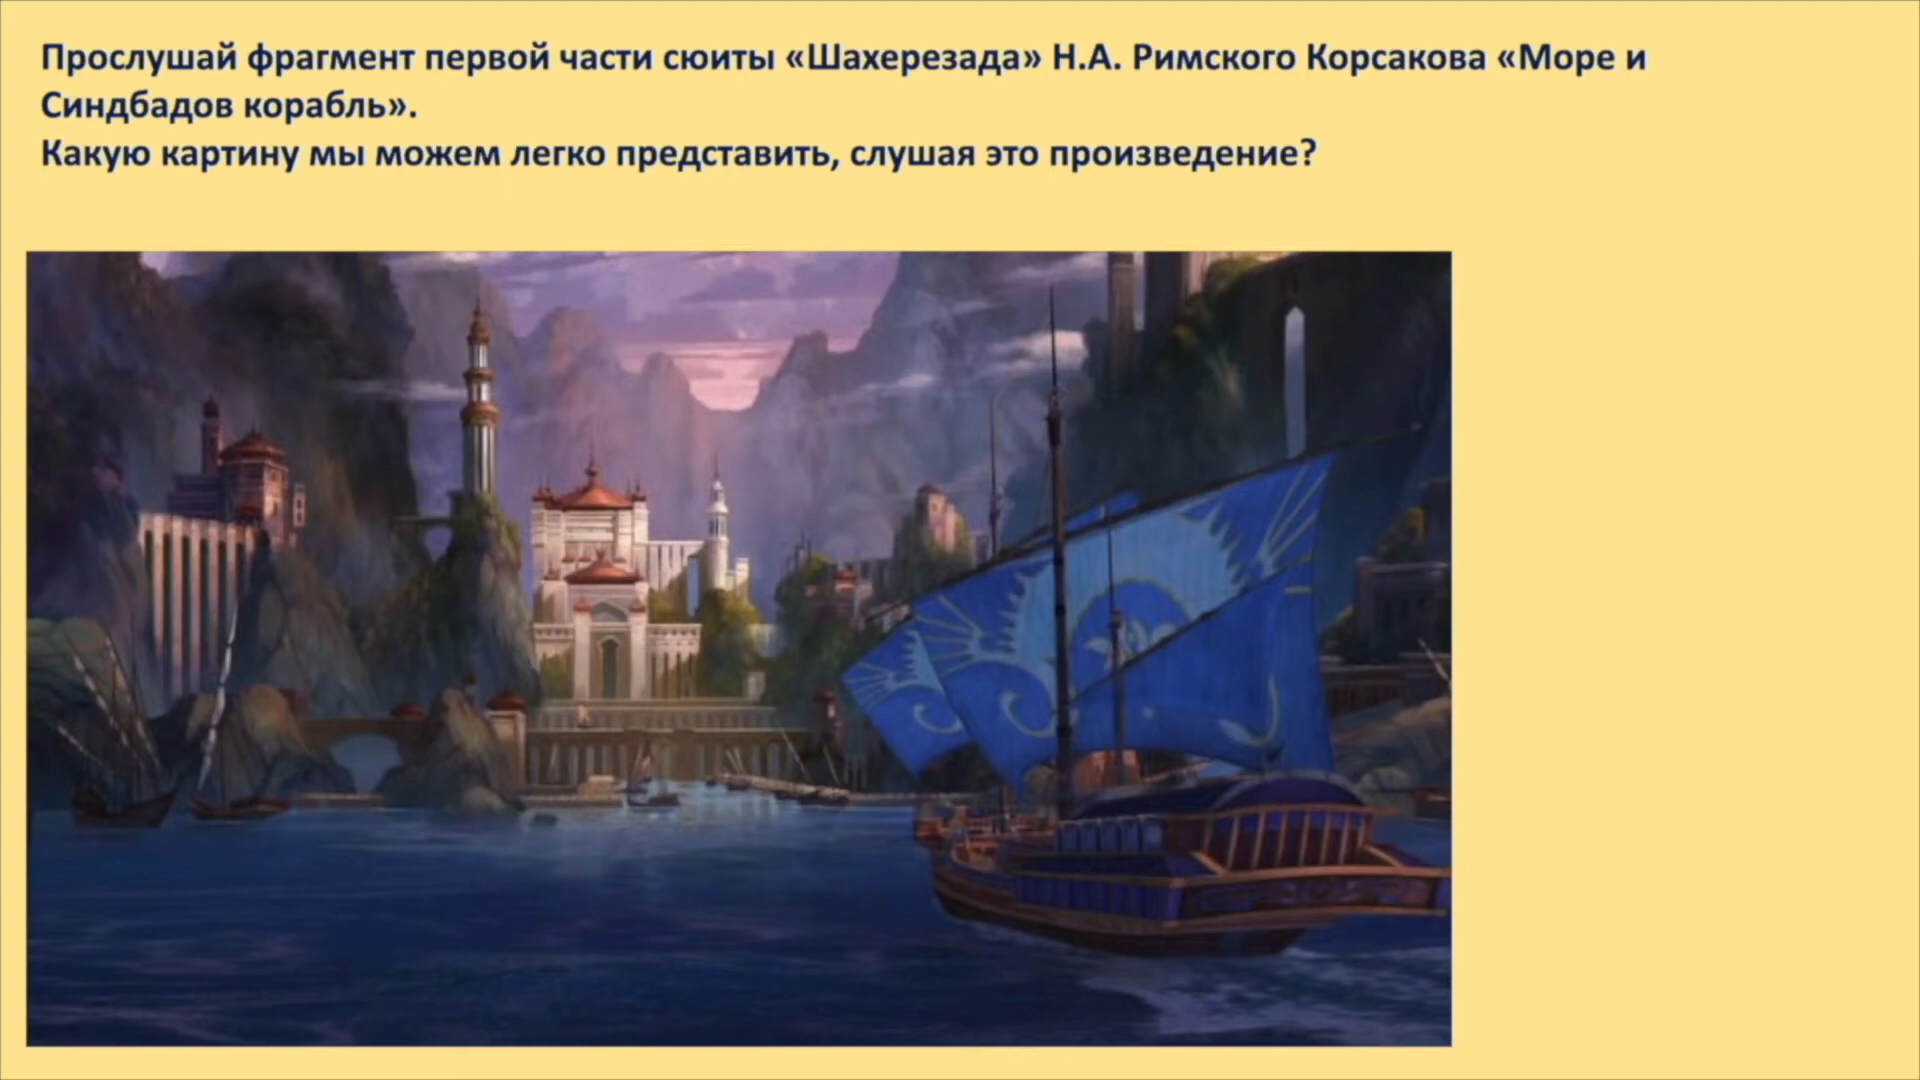 Прослушай фрагмент первой части сюиты «Шахерезада» Н.А. Римского Корсакова «Море и
Синдбадов корабль».
Какую картину мы можем легко представить, слушая это произведение?